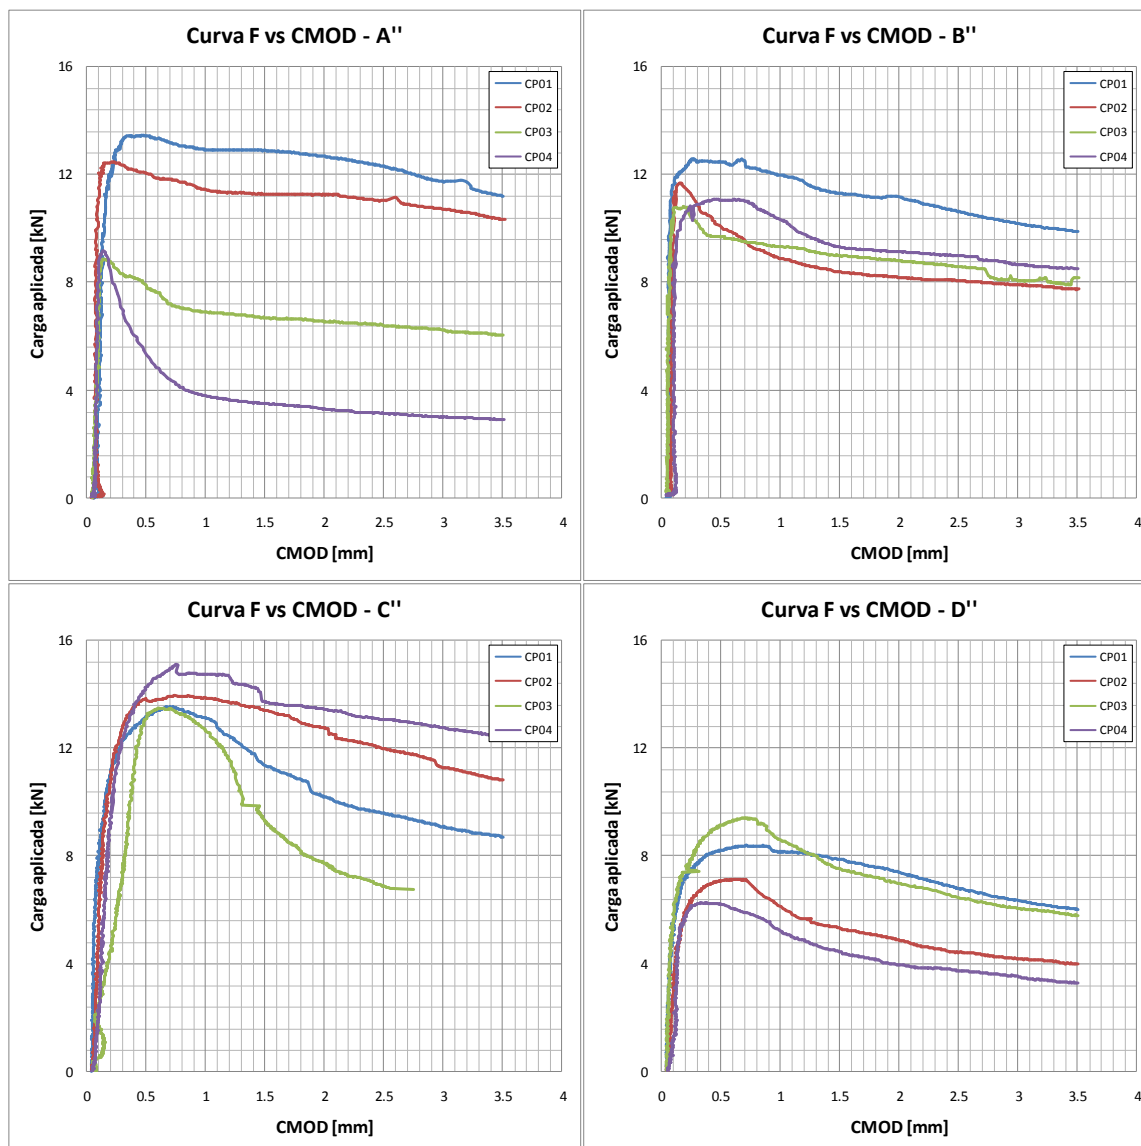 Curva F vs CMOD - A''
16
12
8
4
0
Carga aplicada [kN]
CP01
CP02
CP03
CP04
0 0.5 1 1.5 2 2.5 3 3.5 4
CMOD [mm]
Curva F vs CMOD - B''
16
12
8
4
0
Carga aplicada [kN]
CP01
CP02
CP03
CP04
0 0.5 1 1.5 2 2.5 3 3.5 4
CMOD [mm]
Curva F vs CMOD - C''
16
12
8
4
0
Carga aplicada [kN]
CP01
CP02
CP03
CP04
0 0.5 1 1.5 2 2.5 3 3.5 4
CMOD [mm]
Curva F vs CMOD - D''
16
12
8
4
0
Carga aplicada [kN]
CP01
CP02
CP03
CP04
0 0.5 1 1.5 2 2.5 3 3.5 4
CMOD [mm]